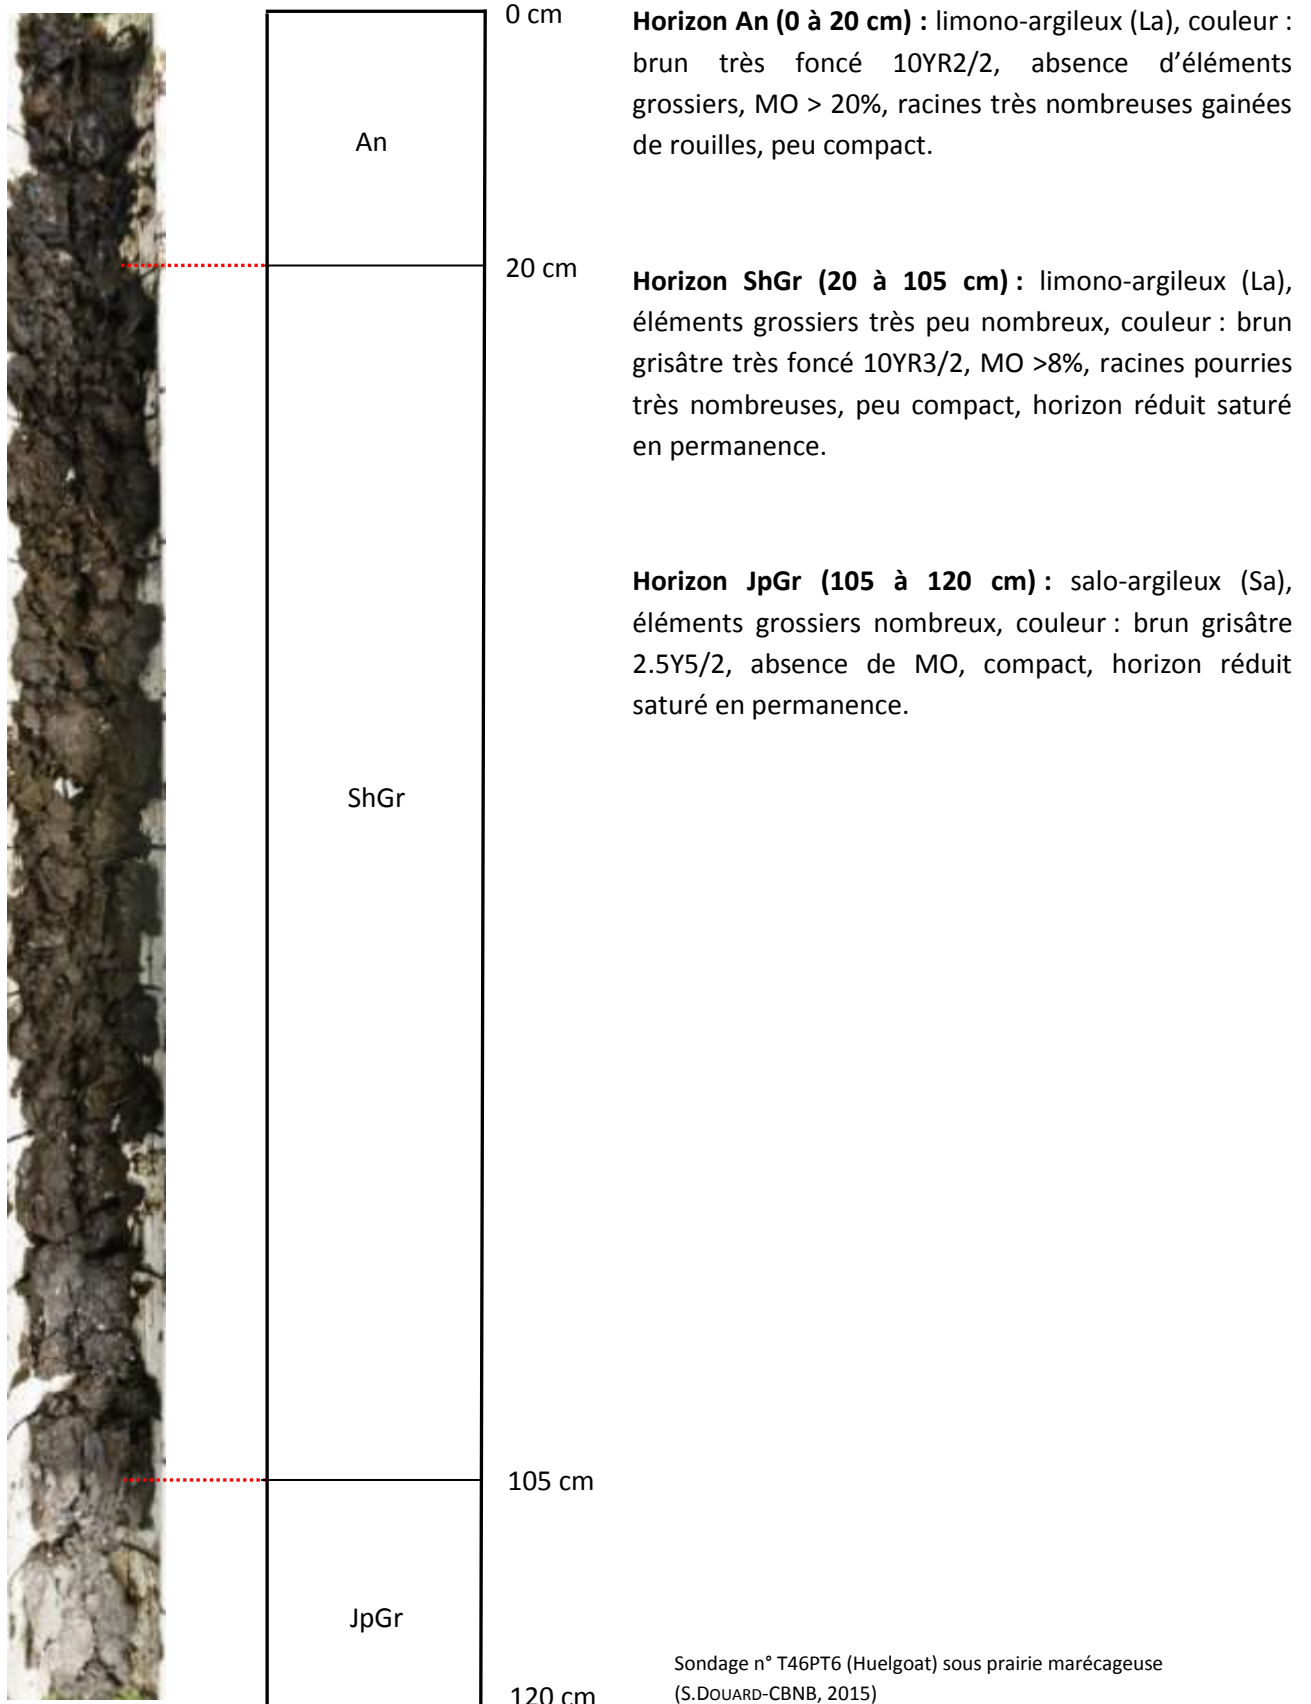 0 cm
An
20 cm
ShGr
105 cm
JpGr
120 cm
Horizon An (0 à 20 cm) : limono-argileux (La), couleur :
brun très foncé 10YR2/2, absence d’éléments
grossiers, MO > 20%, racines très nombreuses gainées
de rouilles, peu compact.
Horizon ShGr (20 à 105 cm) : limono-argileux (La),
éléments grossiers très peu nombreux, couleur : brun
grisâtre très foncé 10YR3/2, MO >8%, racines pourries
très nombreuses, peu compact, horizon réduit saturé
en permanence.
Horizon JpGr (105 à 120 cm) : salo-argileux (Sa),
éléments grossiers nombreux, couleur : brun grisâtre
2.5Y5/2, absence de MO, compact, horizon réduit
saturé en permanence.
Sondage n° T46PT6 (Huelgoat) sous prairie marécageuse
(S.DOUARD-CBNB, 2015)